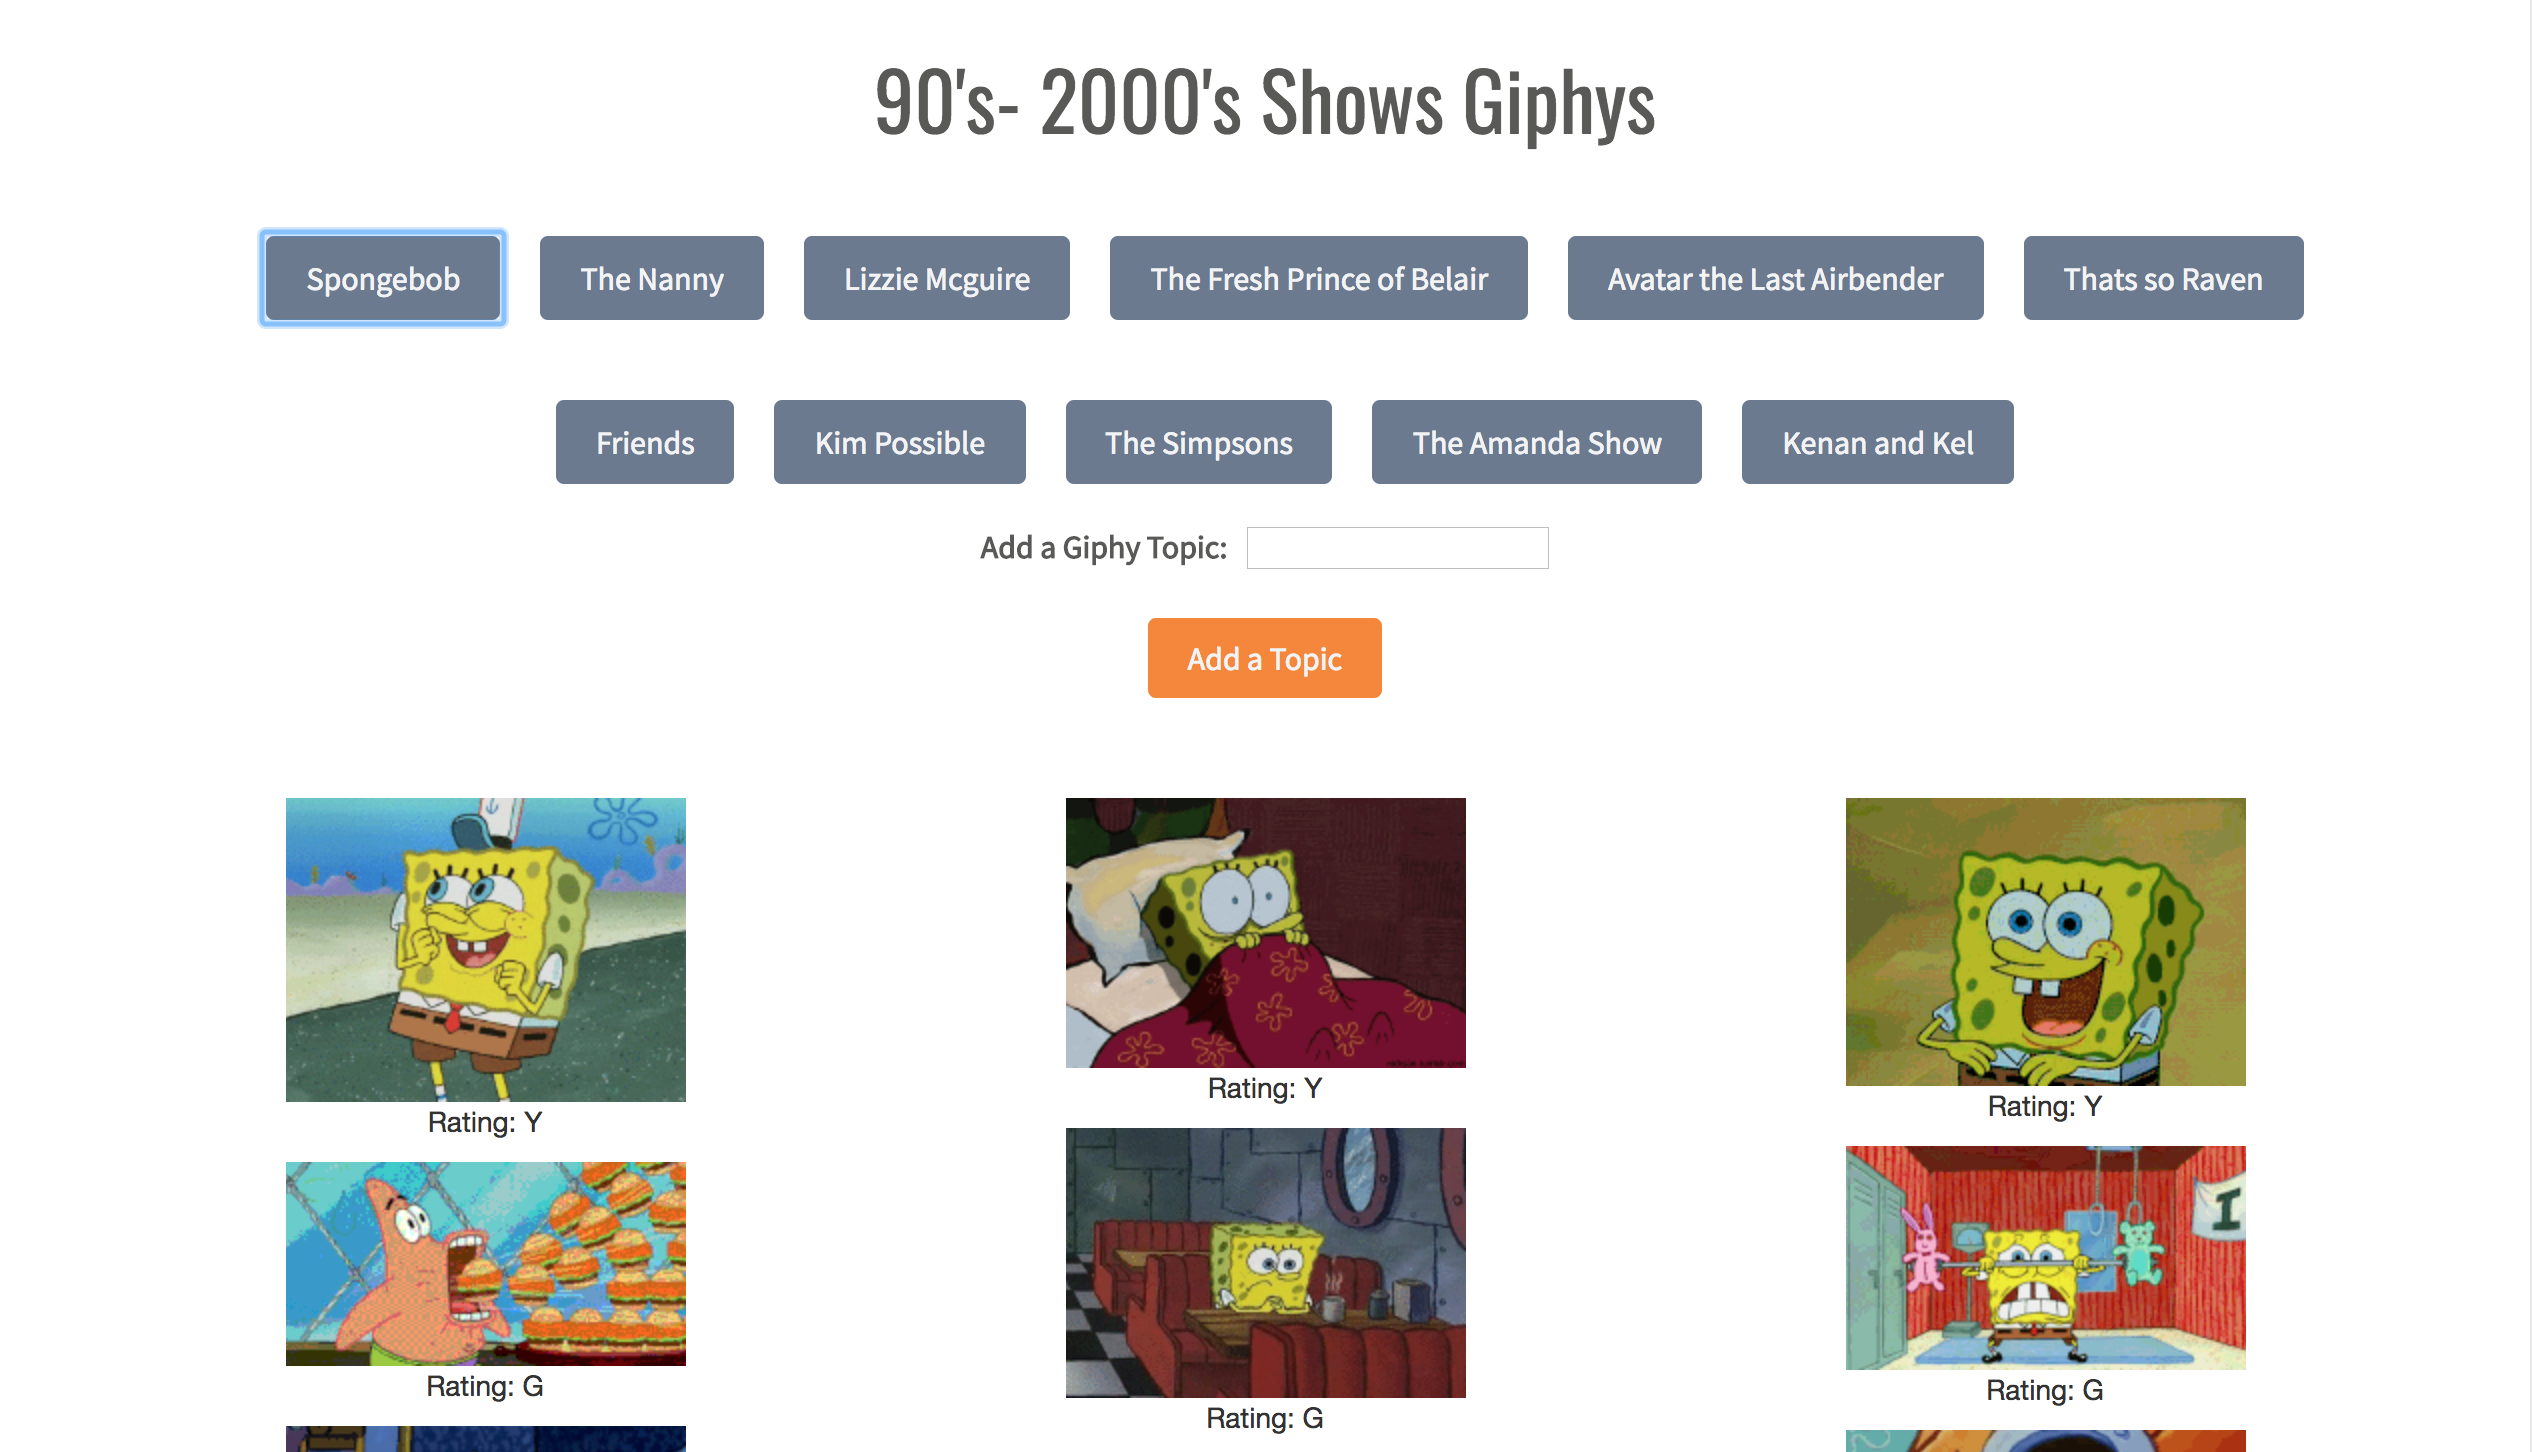 90's- 2000's Shows Giphys
Spongebob The Nanny Lizzie Mcguire The Fresh Prince of Belair Avatar the Last Airbender Thats so Raven
Friends Kim Possible The Simpsons The Amanda Show Kenan and Kel
Add a Giphy Topic:
Add a Topic
Rating: Y
Rating: Y
Rating: Y
I
Rating: G
Rating: G
Rating: G